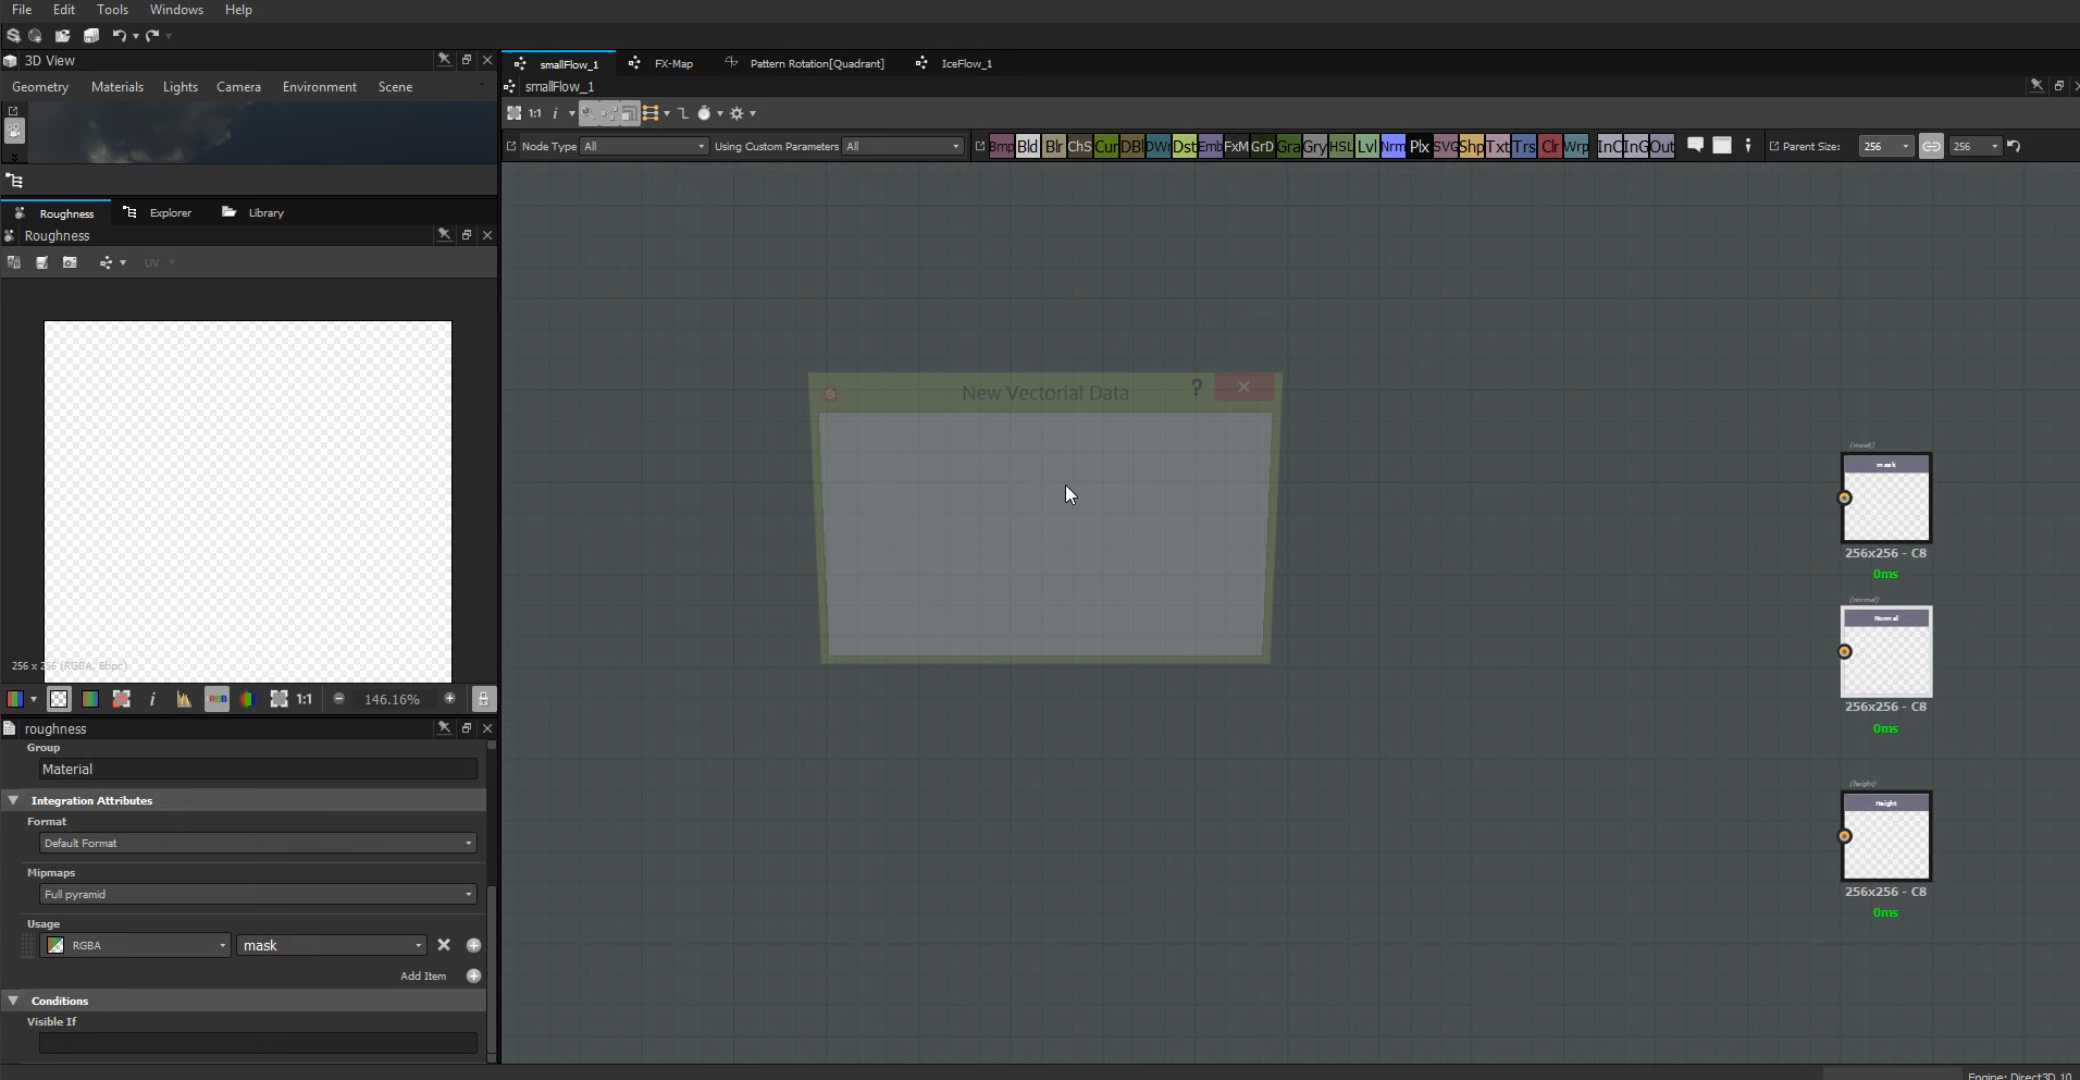 File Edit Tools Windows Help
3D View
Geometry Materials Lights Camera Environment Scene
smallFlow_1 FX-Map Pattern Rotation[Quadrant] IceFlow_1
smallFlow_1
1:1 i
Node Type All Using Custom Parameters All Bmp Bld Blr ChS Cur DBl DWr Dst Emb FxM GrD Gra Gry HSL Lvl Nrm Plx SVG Shp Txt Trs Clr Wrp InC InG Out Parent Size: 256 256
Roughness Explorer Library
Roughness
UV
New Vectorial Data ?
(mask)
mask
256x256 - C8
0ms
(normal)
Normal
256x256 - C8
0ms
(height)
Height
256x256 - C8
0ms
256 x 256 (RGBA, 8bpc)
i RGB 1:1 146.16%
roughness
Group
Material
Integration Attributes
Format
Default Format
Mipmaps
Full pyramid
Usage
RGBA mask
Add Item
Conditions
Visible If
Engine: Direct3D 10